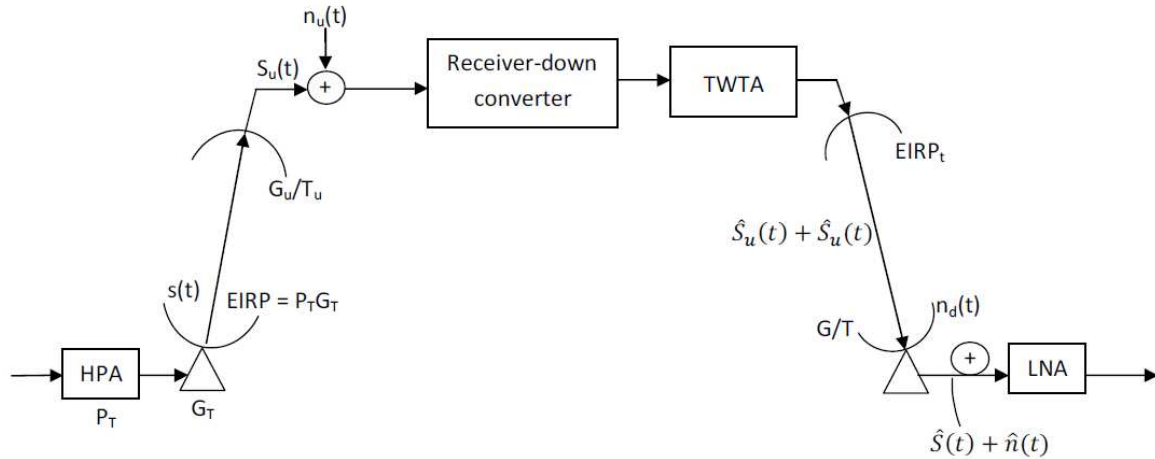 n_u(t)
S_u(t)
+
Receiver-down
converter
TWTA
EIRP_t
G_u/T_u
Ŝ_u(t) + Ŝ_u(t)
s(t)
EIRP = P_TG_T
G/T
n_d(t)
+
HPA
LNA
P_T
G_T
Ŝ(t) + n̂(t)